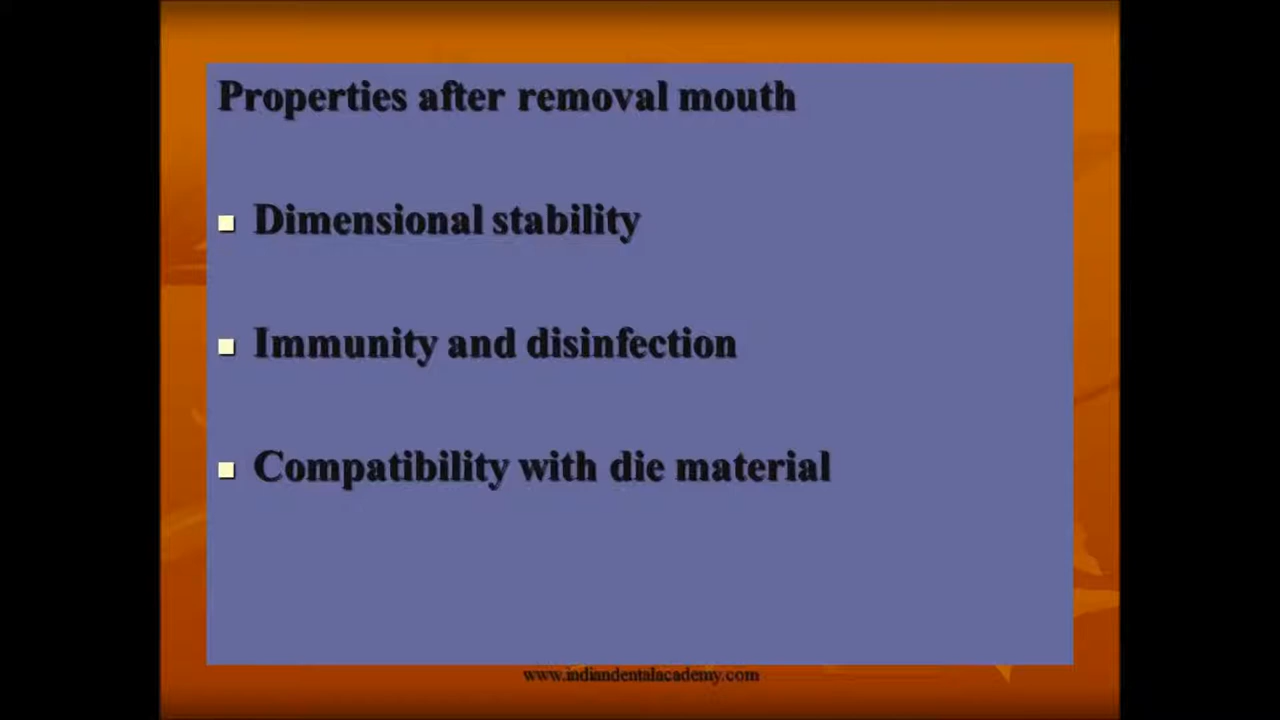 Properties after removal mouth
Dimensional stability
Immunity and disinfection
Compatibility with die material
www.indiandentalacademy.com